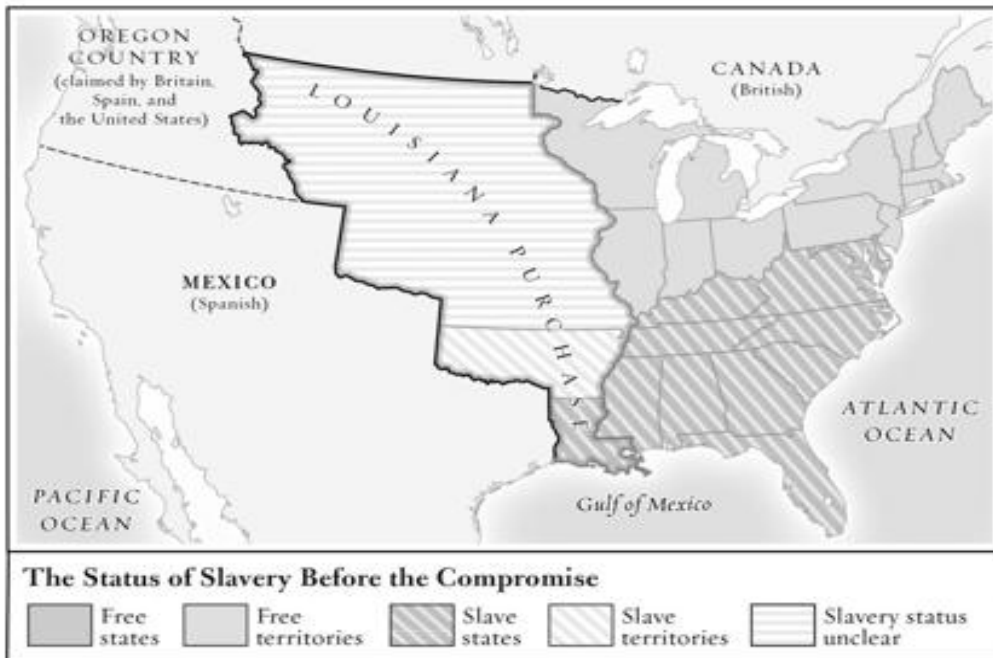 OREGON
COUNTRY
(claimed by Britain,
Spain, and
the United States)
CANADA
(British)
LOUISIANA PURCHASE
MEXICO
(Spanish)
ATLANTIC
OCEAN
PACIFIC
OCEAN
Gulf of Mexico
The Status of Slavery Before the Compromise
Free
states
Free
territories
Slave
states
Slave
territories
Slavery status
unclear